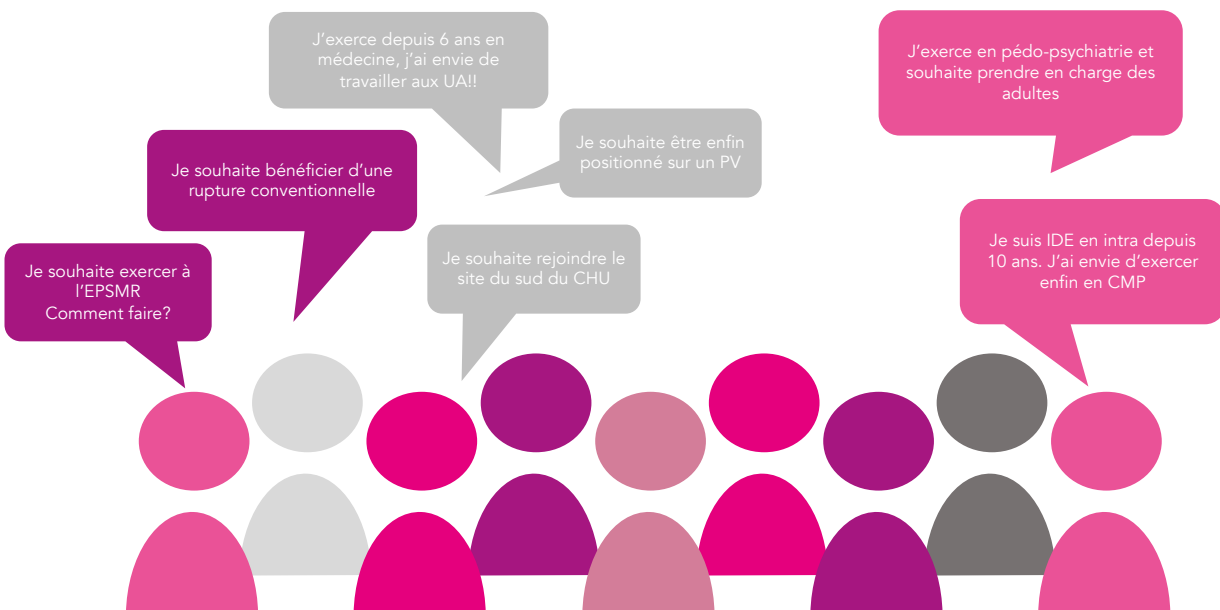 J'exerce depuis 6 ans en
médecine, j'ai envie de
travailler aux UA!!
J'exerce en pédo-psychiatrie et
souhaite prendre en charge des
adultes
Je souhaite être enfin
positionné sur un PV
Je souhaite bénéficier d'une
rupture conventionnelle
Je souhaite rejoindre le
site du sud du CHU
Je suis IDE en intra depuis
10 ans. J'ai envie d'exercer
enfin en CMP
Je souhaite exercer à
l'EPSMR
Comment faire?